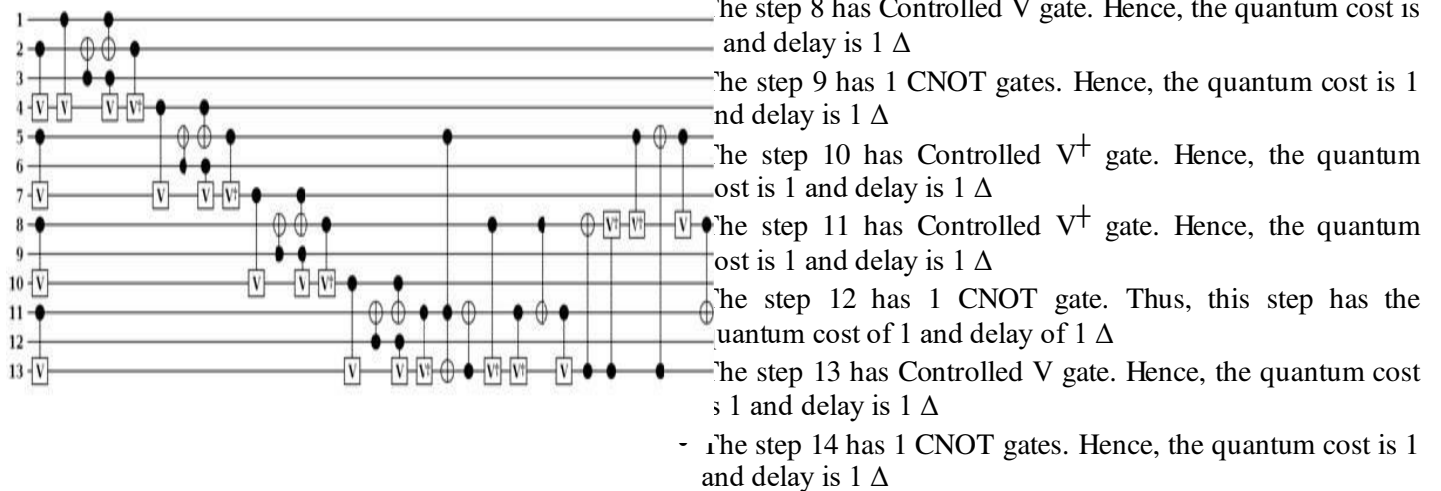 1
2
3
4 V V V V†
5
6
7 V V V V†
8 V† V† V
9
10 V V V V†
11
12
13 V V V V† V† V† V
he step 8 has Controlled V gate. Hence, the quantum cost is
and delay is 1 Δ
he step 9 has 1 CNOT gates. Hence, the quantum cost is 1
nd delay is 1 Δ
he step 10 has Controlled V† gate. Hence, the quantum
ost is 1 and delay is 1 Δ
he step 11 has Controlled V† gate. Hence, the quantum
ost is 1 and delay is 1 Δ
The step 12 has 1 CNOT gate. Thus, this step has the
uantum cost of 1 and delay of 1 Δ
he step 13 has Controlled V gate. Hence, the quantum cost
s 1 and delay is 1 Δ
- The step 14 has 1 CNOT gates. Hence, the quantum cost is 1
and delay is 1 Δ